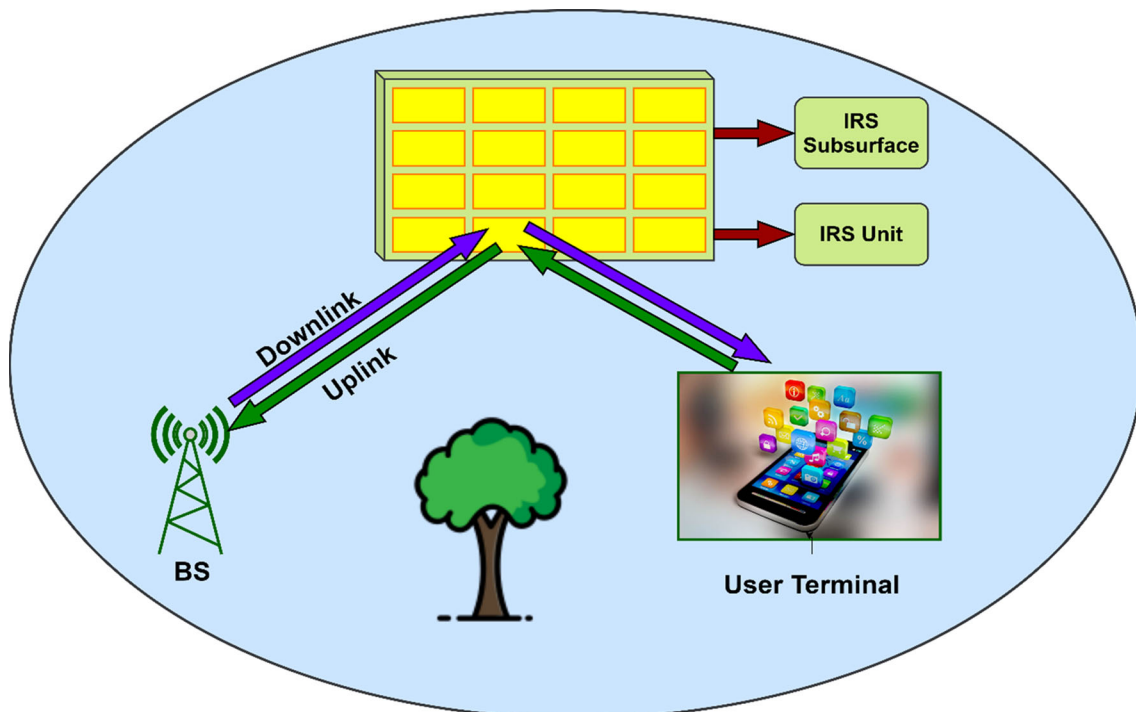 IRS
Subsurface
IRS Unit
Downlink
Uplink
BS
User Terminal